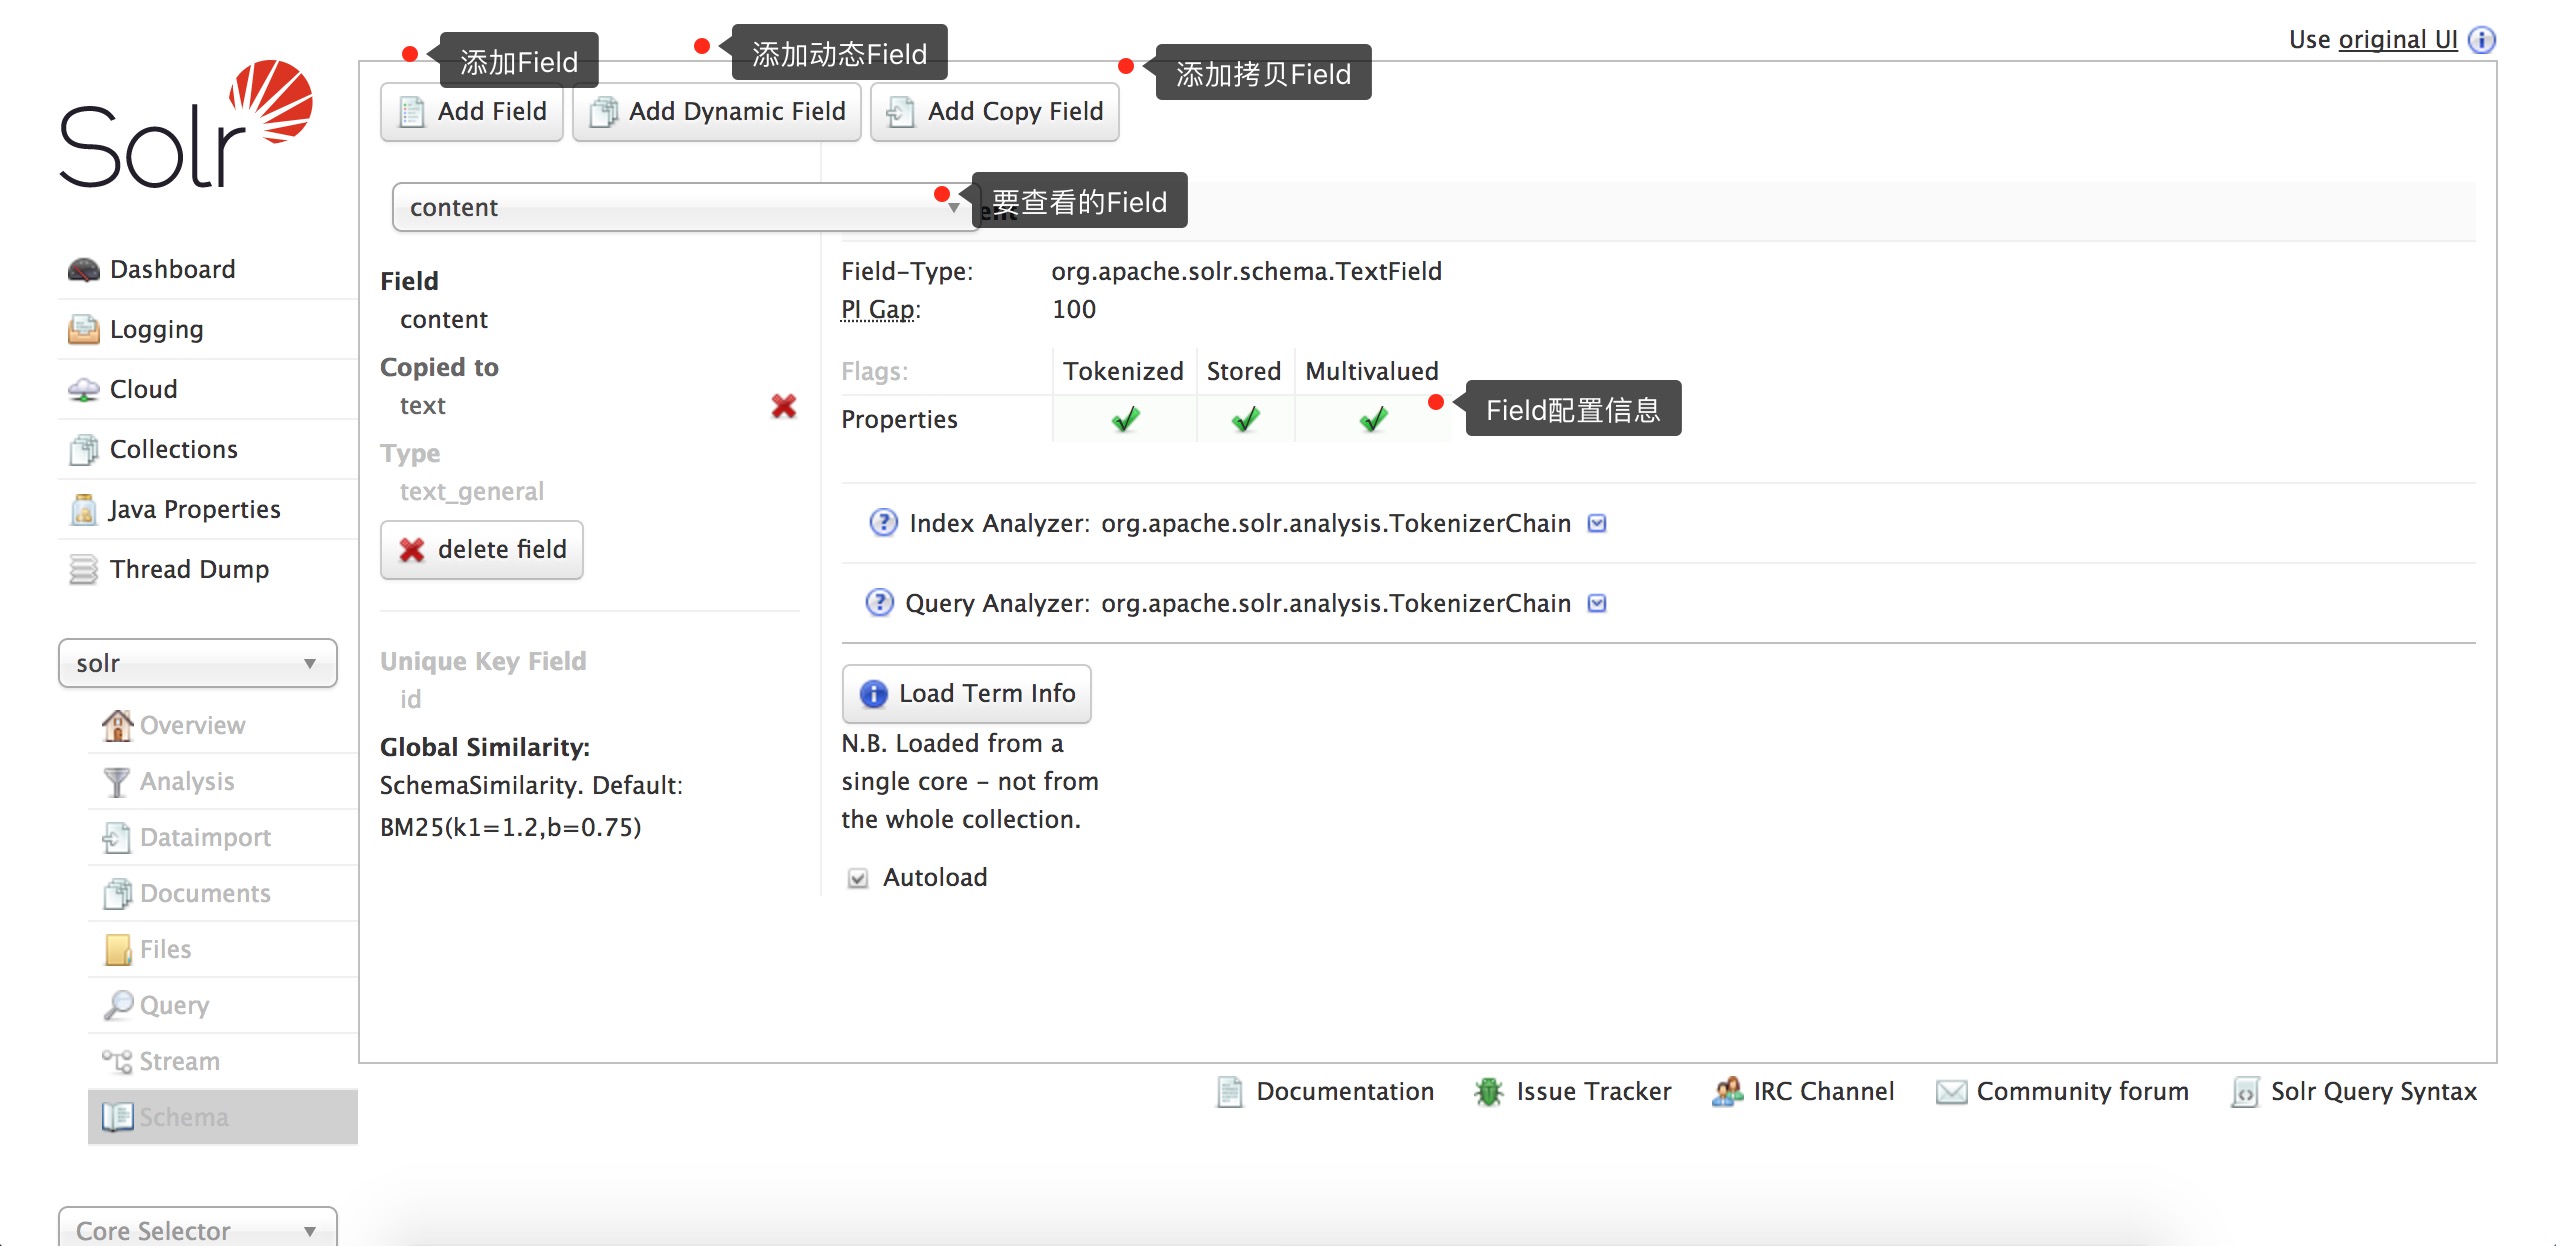 Use original UI
添加Field
添加动态Field
添加拷贝Field
Solr
Add Field
Add Dynamic Field
Add Copy Field
content
要查看的Field
Dashboard
Logging
Cloud
Collections
Java Properties
Thread Dump
solr
Overview
Analysis
Dataimport
Documents
Files
Query
Stream
Schema
Core Selector
Field
content
Copied to
text
Type
text_general
delete field
Unique Key Field
id
Global Similarity:
SchemaSimilarity. Default:
BM25(k1=1.2,b=0.75)
Field-Type: org.apache.solr.schema.TextField
PI Gap: 100
Flags: Tokenized Stored Multivalued
Properties
Field配置信息
Index Analyzer: org.apache.solr.analysis.TokenizerChain
Query Analyzer: org.apache.solr.analysis.TokenizerChain
Load Term Info
N.B. Loaded from a
single core - not from
the whole collection.
Autoload
Documentation
Issue Tracker
IRC Channel
Community forum
Solr Query Syntax